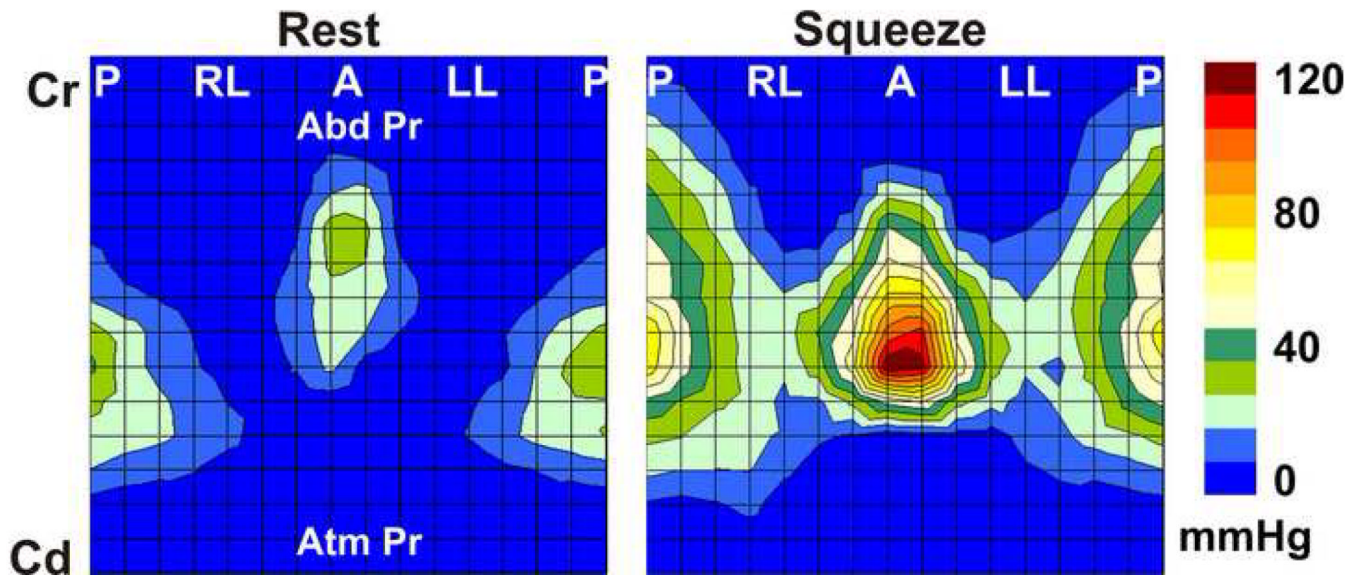 Rest
Squeeze
Cr
P RL A LL P
P RL A LL P
Abd Pr
Atm Pr
Cd
120
80
40
0
mmHg